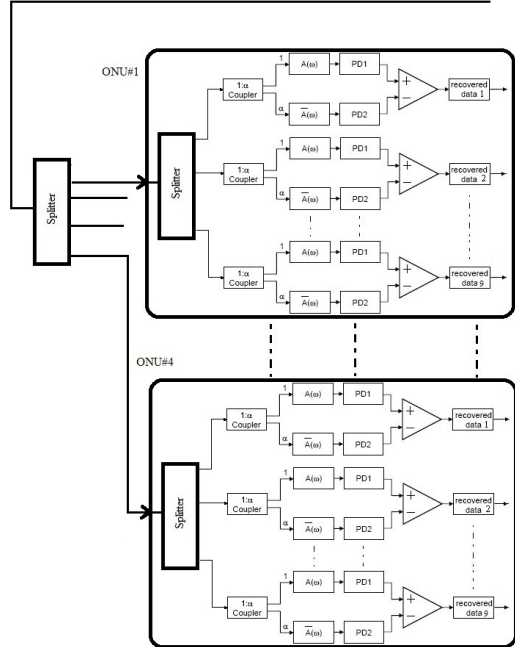 ONU#1
Splitter
Splitter
1:α
Coupler
1
A(ω)
PD1
+
−
recovered
data 1
α
A̅(ω)
PD2
1:α
Coupler
1
A(ω)
PD1
+
−
recovered
data 2
α
A̅(ω)
PD2
1:α
Coupler
1
A(ω)
PD1
+
−
recovered
data 9
α
A̅(ω)
PD2
ONU#4
Splitter
1:α
Coupler
1
A(ω)
PD1
+
−
recovered
data 1
α
A̅(ω)
PD2
1:α
Coupler
1
A(ω)
PD1
+
−
recovered
data 2
α
A̅(ω)
PD2
1:α
Coupler
1
A(ω)
PD1
+
−
recovered
data 9
α
A̅(ω)
PD2